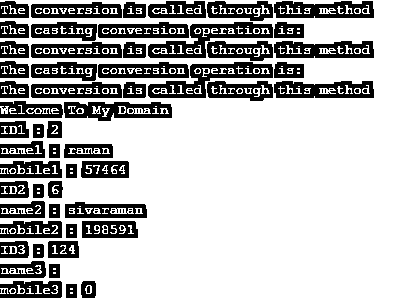 The conversion is called through this method
The casting conversion operation is:
The conversion is called through this method
The casting conversion operation is:
The conversion is called through this method
Welcome To My Domain
ID1 : 2
name1 : raman
mobile1 : 57464
ID2 : 6
name2 : sivaraman
mobile2 : 198591
ID3 : 124
name3 :
mobile3 : 0